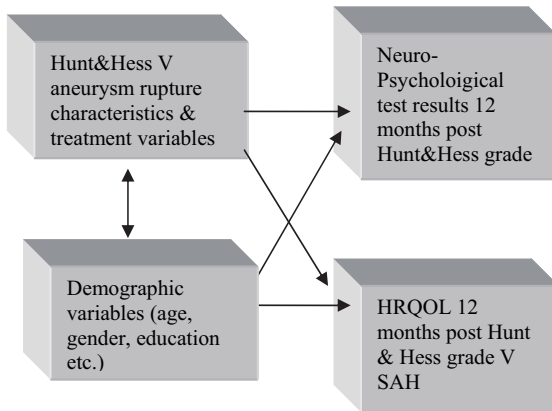 Hunt&Hess V
aneurysm rupture
characteristics &
treatment variables
Neuro-
Psycholoigical
test results 12
months post
Hunt&Hess grade
Demographic
variables (age,
gender, education
etc.)
HRQOL 12
months post Hunt
& Hess grade V
SAH